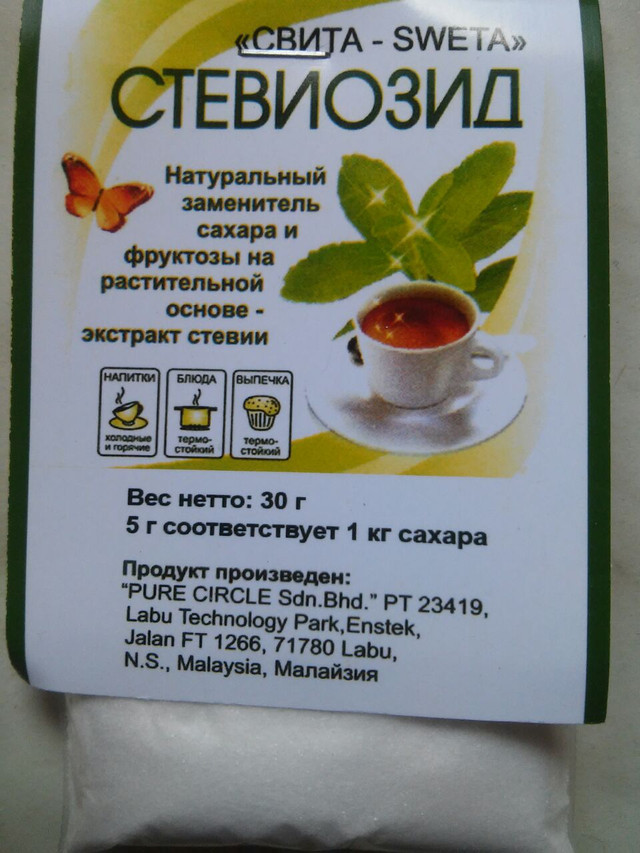 «СВИТА - SWETA»
СТЕВИОЗИД
Натуральный
заменитель
сахара и
фруктозы на
растительной
основе -
экстракт стевии
НАПИТКИ БЛЮДА ВЫПЕЧКА
холодные и горячие термо-стойкий термо-стойкий
Вес нетто: 30 г
5 г соответствует 1 кг сахара
Продукт произведен:
"PURE CIRCLE Sdn.Bhd." PT 23419,
Labu Technology Park,Enstek,
Jalan FT 1266, 71780 Labu,
N.S., Malaysia, Малайзия